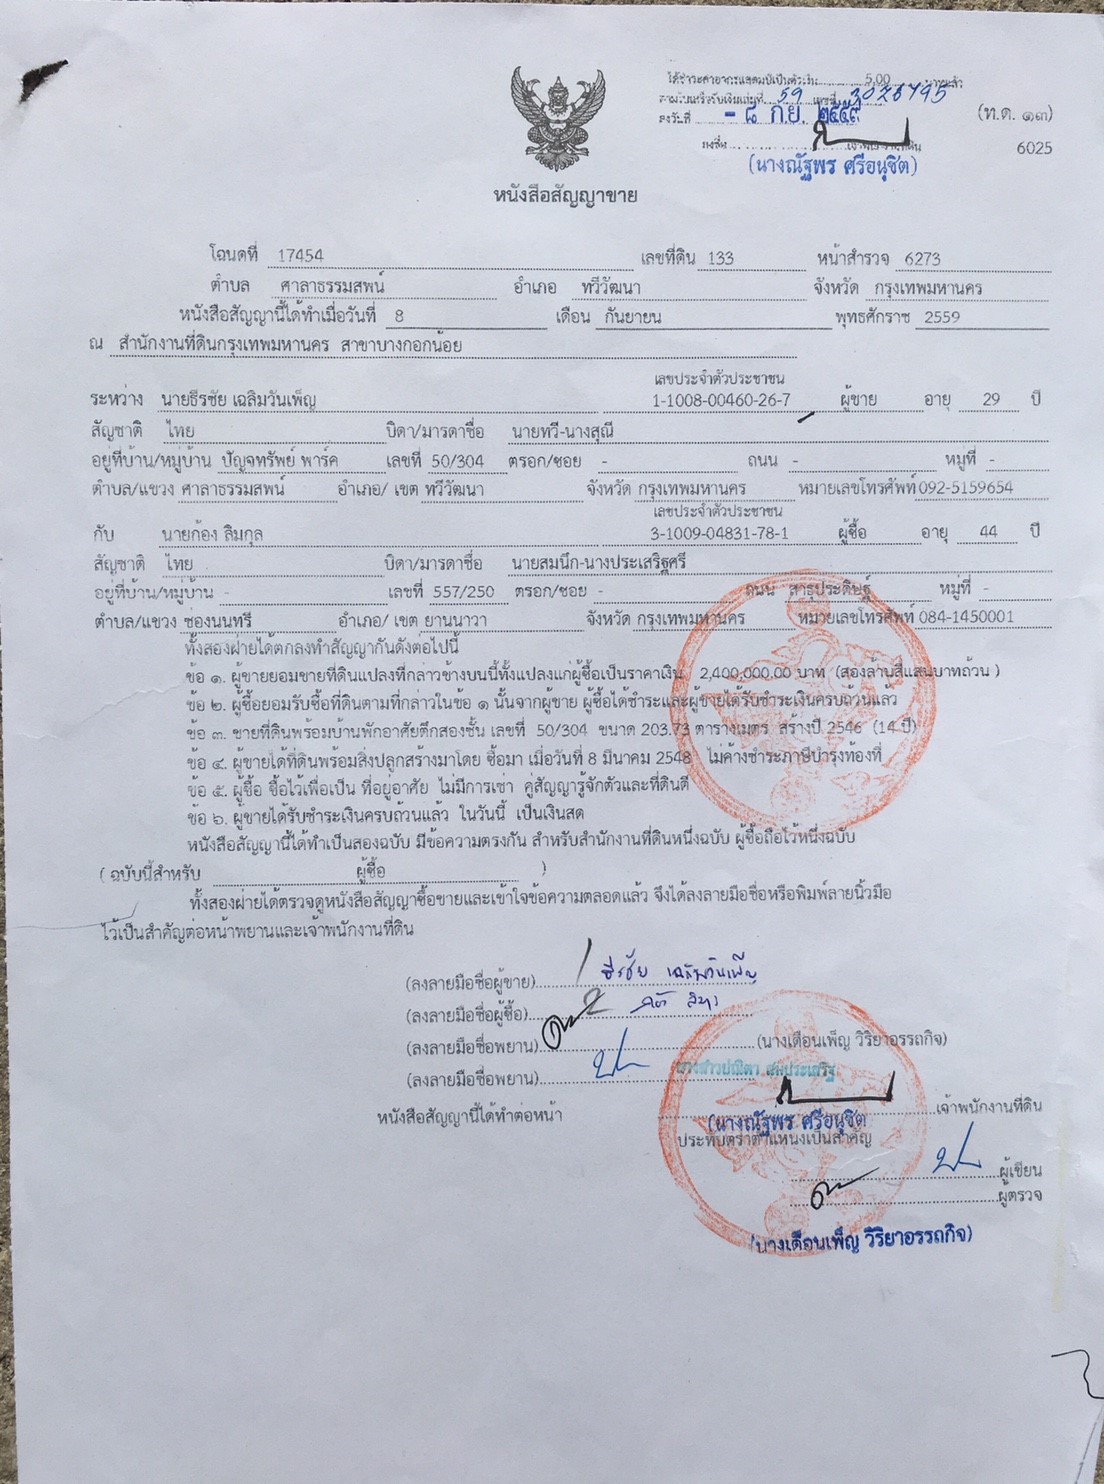 ได้ชำระค่าอากรแสตมป์เป็นตัวเงิน 5.00 บาทแล้ว
ตามใบเสร็จรับเงินเล่มที่ 59 เลขที่ 3026795
ลงวันที่ - ๘ ก.ย. ๒๕๕๙ (ท.ด. ๑๓)
ลงชื่อ เจ้าพนักงานที่ดิน 6025
(นางณัฐพร ศรีอนุชิต)
หนังสือสัญญาขาย
โฉนดที่ 17454 เลขที่ดิน 133 หน้าสำรวจ 6273
ตำบล ศาลาธรรมสพน์ อำเภอ ทวีวัฒนา จังหวัด กรุงเทพมหานคร
หนังสือสัญญานี้ได้ทำเมื่อวันที่ 8 เดือน กันยายน พุทธศักราช 2559
ณ สำนักงานที่ดินกรุงเทพมหานคร สาขาบางกอกน้อย
เลขประจำตัวประชาชน
ระหว่าง นายธีรชัย เฉลิมวันเพ็ญ 1-1008-00460-26-7 ผู้ขาย อายุ 29 ปี
สัญชาติ ไทย บิดา/มารดาชื่อ นายทวี-นางสุณี
อยู่ที่บ้าน/หมู่บ้าน ปัญจทรัพย์ พาร์ค เลขที่ 50/304 ตรอก/ซอย - ถนน - หมู่ที่ -
ตำบล/แขวง ศาลาธรรมสพน์ อำเภอ/ เขต ทวีวัฒนา จังหวัด กรุงเทพมหานคร หมายเลขโทรศัพท์ 092-5159654
เลขประจำตัวประชาชน
กับ นายก้อง ลิมกุล 3-1009-04831-78-1 ผู้ซื้อ อายุ 44 ปี
สัญชาติ ไทย บิดา/มารดาชื่อ นายสมนึก-นางประเสริฐศรี
อยู่ที่บ้าน/หมู่บ้าน - เลขที่ 557/250 ตรอก/ซอย - ถนน สาธุประดิษฐ์ หมู่ที่ -
ตำบล/แขวง ช่องนนทรี อำเภอ/ เขต ยานนาวา จังหวัด กรุงเทพมหานคร หมายเลขโทรศัพท์ 084-1450001
ทั้งสองฝ่ายได้ตกลงทำสัญญากันดังต่อไปนี้
ข้อ ๑. ผู้ขายยอมขายที่ดินแปลงที่กล่าวข้างบนนี้ทั้งแปลงแก่ผู้ซื้อเป็นราคาเงิน 2,400,000.00 บาท (สองล้านสี่แสนบาทถ้วน )
ข้อ ๒. ผู้ซื้อยอมรับซื้อที่ดินตามที่กล่าวในข้อ ๑ นั้นจากผู้ขาย ผู้ซื้อได้ชำระและผู้ขายได้รับชำระเงินครบถ้วนแล้ว
ข้อ ๓. ขายที่ดินพร้อมบ้านพักอาศัยตึกสองชั้น เลขที่ 50/304 ขนาด 203.73 ตารางเมตร สร้างปี 2546 (14 ปี)
ข้อ ๔. ผู้ขายได้ที่ดินพร้อมสิ่งปลูกสร้างมาโดย ซื้อมา เมื่อวันที่ 8 มีนาคม 2548 ไม่ค้างชำระภาษีบำรุงท้องที่
ข้อ ๕. ผู้ซื้อ ซื้อไว้เพื่อเป็น ที่อยู่อาศัย ไม่มีการเช่า คู่สัญญารู้จักตัวและที่ดินดี
ข้อ ๖. ผู้ขายได้รับชำระเงินครบถ้วนแล้ว ในวันนี้ เป็นเงินสด
หนังสือสัญญานี้ได้ทำเป็นสองฉบับ มีข้อความตรงกัน สำหรับสำนักงานที่ดินหนึ่งฉบับ ผู้ซื้อถือไว้หนึ่งฉบับ
( ฉบับนี้สำหรับ ผู้ซื้อ )
ทั้งสองฝ่ายได้ตรวจดูหนังสือสัญญาซื้อขายและเข้าใจข้อความตลอดแล้ว จึงได้ลงลายมือชื่อหรือพิมพ์ลายนิ้วมือ
ไว้เป็นสำคัญต่อหน้าพยานและเจ้าพนักงานที่ดิน
(ลงลายมือชื่อผู้ขาย) ธีรชัย เฉลิมวันเพ็ญ
(ลงลายมือชื่อผู้ซื้อ)
(ลงลายมือชื่อพยาน) (นางเดือนเพ็ญ วิริยาอรรถกิจ)
(ลงลายมือชื่อพยาน)
หนังสือสัญญานี้ได้ทำต่อหน้า เจ้าพนักงานที่ดิน
(นางณัฐพร ศรีอนุชิต
ประทับตราตำแหน่งเป็นสำคัญ
ผู้เขียน
ผู้ตรวจ
(นางเดือนเพ็ญ วิริยาอรรถกิจ)